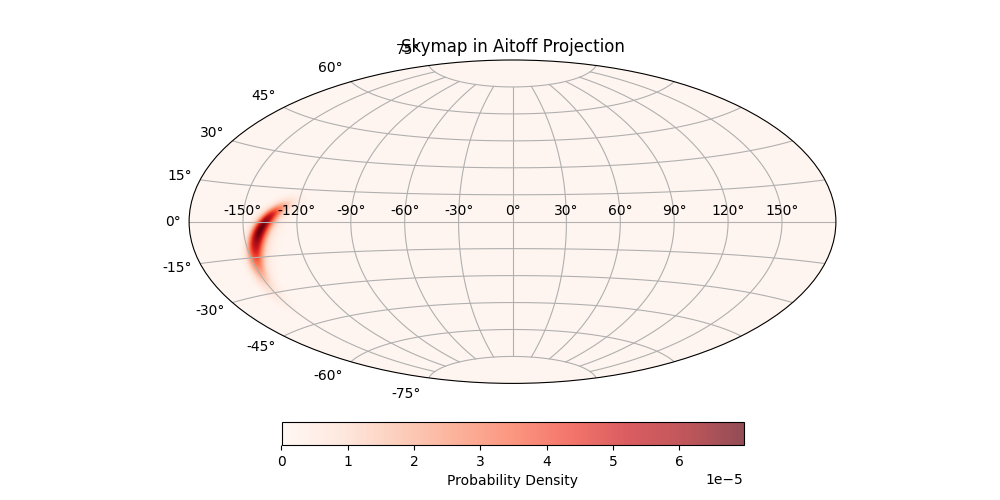 Skymap in Aitoff Projection
75°
60°
45°
30°
15°
-150° -120° -90° -60° -30° 0° 30° 60° 90° 120° 150°
0°
-15°
-30°
-45°
-60°
-75°
0 1 2 3 4 5 6
1e−5
Probability Density